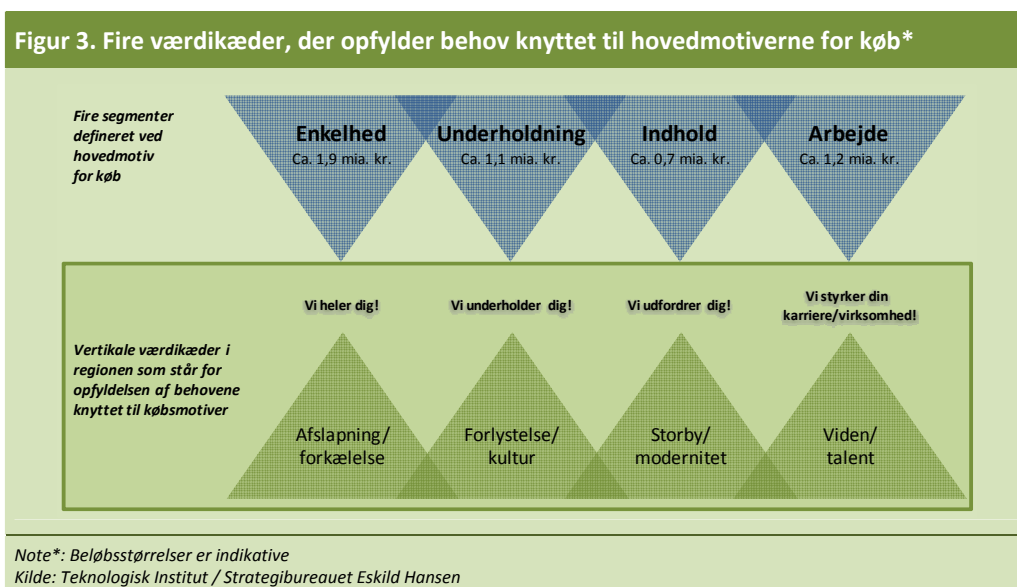 Figur 3. Fire værdikæder, der opfylder behov knyttet til hovedmotiverne for køb*
Fire segmenter
defineret ved
hovedmotiv
for køb
Enkelhed
Ca. 1,9 mia. kr.
Underholdning
Ca. 1,1 mia. kr.
Indhold
Ca. 0,7 mia. kr.
Arbejde
Ca. 1,2 mia. kr.
Vi heler dig!
Vi underholder dig!
Vi udfordrer dig!
Vi styrker din
karriere/virksomhed!
Vertikale værdikæder i
regionen som står for
opfyldelsen af behovene
knyttet til købsmotiver
Afslapning/
forkælelse
Forlystelse/
kultur
Storby/
modernitet
Viden/
talent
Note*: Beløbsstørrelser er indikative
Kilde: Teknologisk Institut / Strategibureauet Eskild Hansen